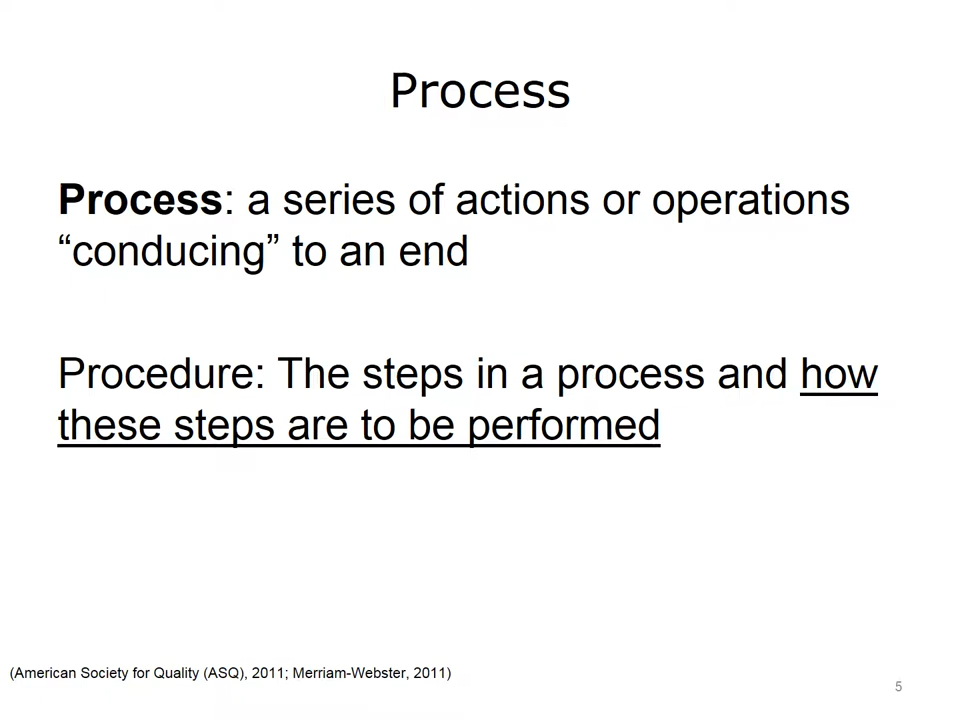 Process
Process: a series of actions or operations
“conducing” to an end
Procedure: The steps in a process and how
these steps are to be performed
(American Society for Quality (ASQ), 2011; Merriam-Webster, 2011)
5